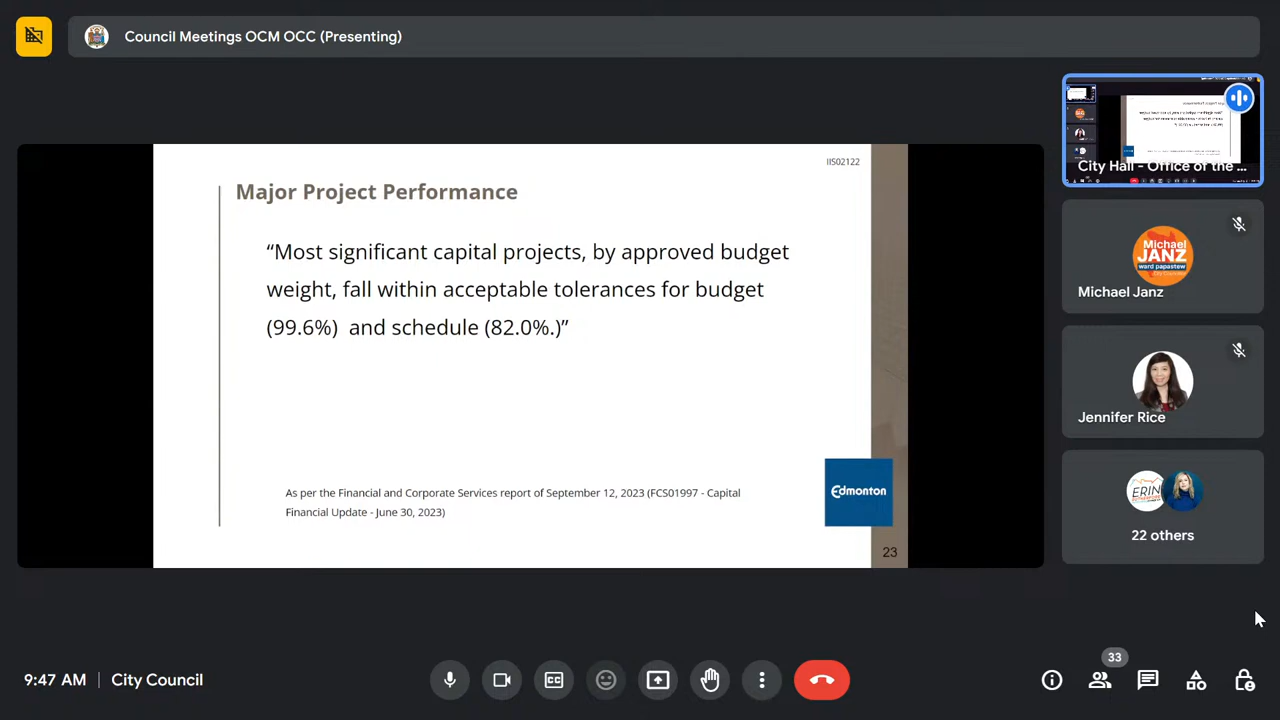 Council Meetings OCM OCC (Presenting)
IIS02122
Major Project Performance
“Most significant capital projects, by approved budget
weight, fall within acceptable tolerances for budget
(99.6%)  and schedule (82.0%.)”
As per the Financial and Corporate Services report of September 12, 2023 (FCS01997 - Capital
Financial Update - June 30, 2023)
Edmonton
23
City Hall - Office of the ...
Michael
JANZ
ward papastew
Michael Janz
Jennifer Rice
ERIN
22 others
33
9:47 AM
City Council
CC